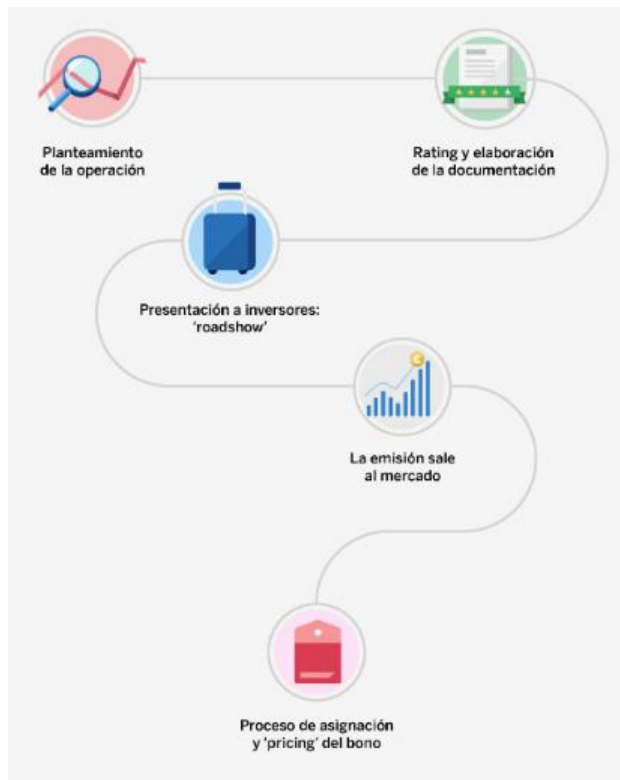 Planteamiento
de la operación
Rating y elaboración
de la documentación
Presentación a inversores:
‘roadshow’
La emisión sale
al mercado
Proceso de asignación
y ‘pricing’ del bono